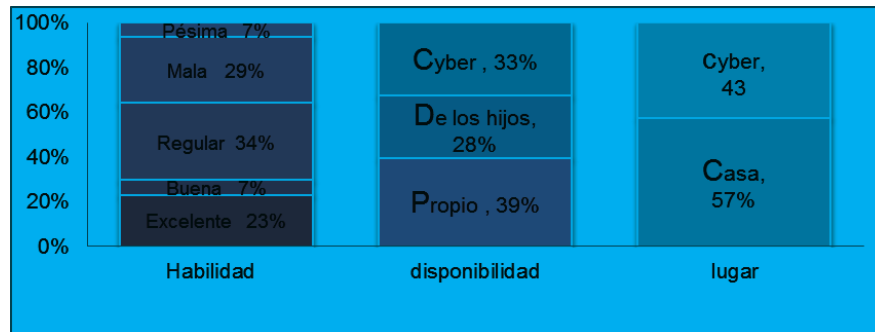 100%
80%
60%
40%
20%
0%
Pésima 7%
Mala 29%
Regular 34%
Buena 7%
Excelente 23%
Cyber , 33%
De los hijos,
28%
Propio , 39%
Cyber,
43
Casa,
57%
Habilidad
disponibilidad
lugar